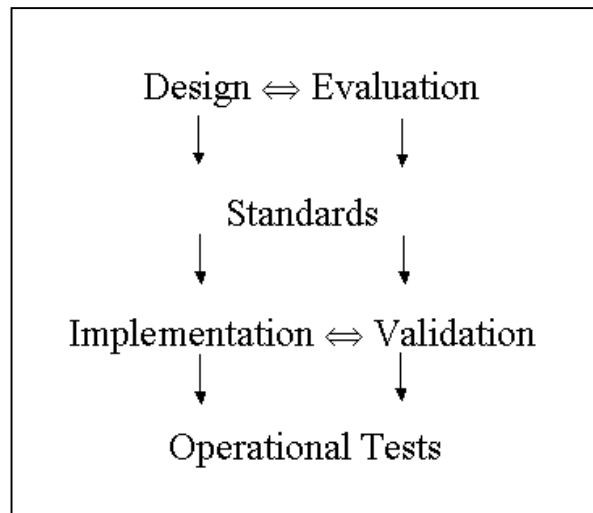 Design ⇔ Evaluation
Standards
Implementation ⇔ Validation
Operational Tests